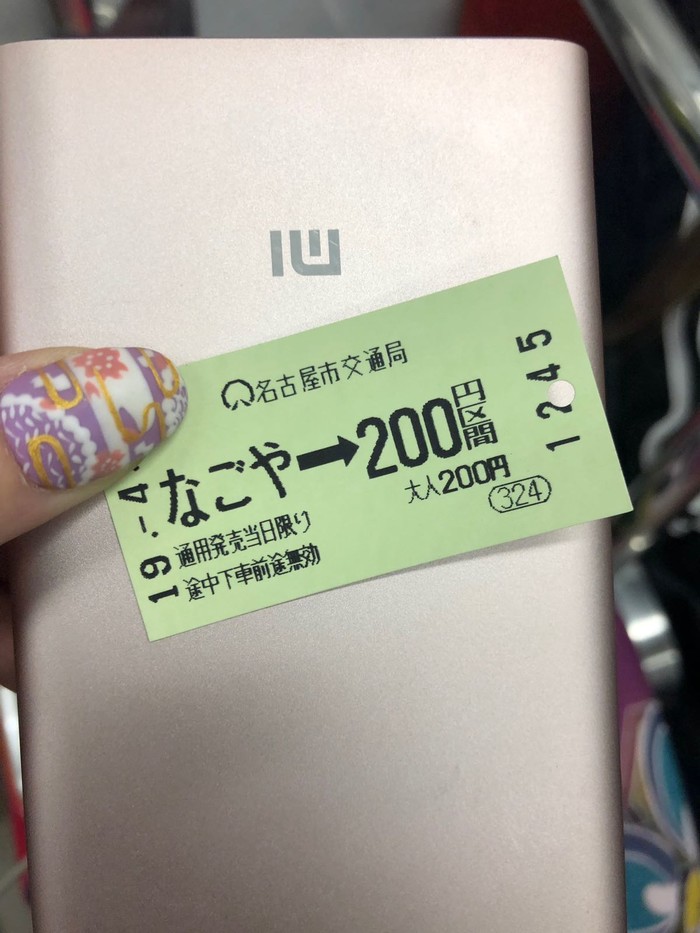 名古屋市交通局
なごや→200円区間
大人200円
324
通用発売当日限り
途中下車前途無効
19.-4.
1245